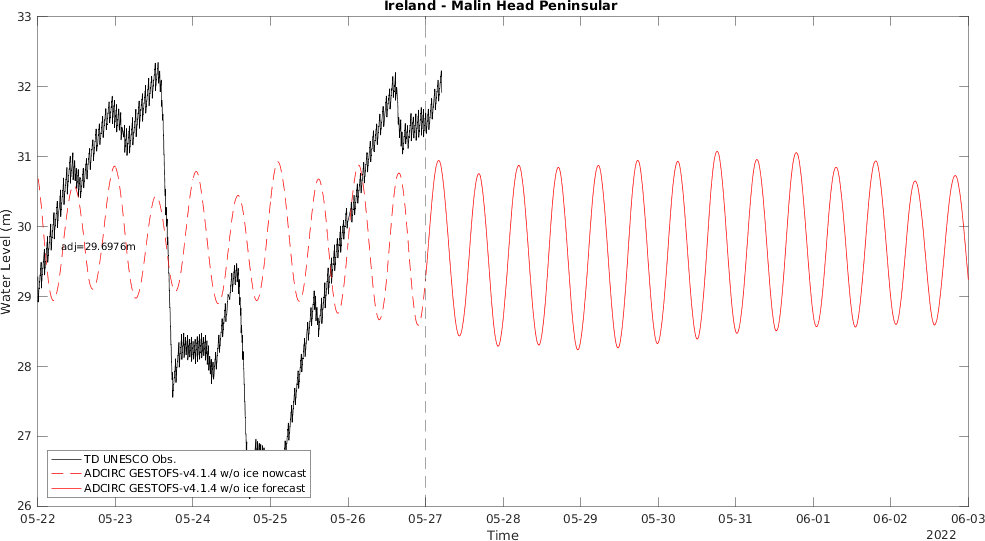 Ireland - Malin Head Peninsular
33
32
31
30
29
28
27
26
Water Level (m)
adj=29.6976m
TD UNESCO Obs.
ADCIRC GESTOFS-v4.1.4 w/o ice nowcast
ADCIRC GESTOFS-v4.1.4 w/o ice forecast
05-22 05-23 05-24 05-25 05-26 05-27 05-28 05-29 05-30 05-31 06-01 06-02 06-03
Time
2022